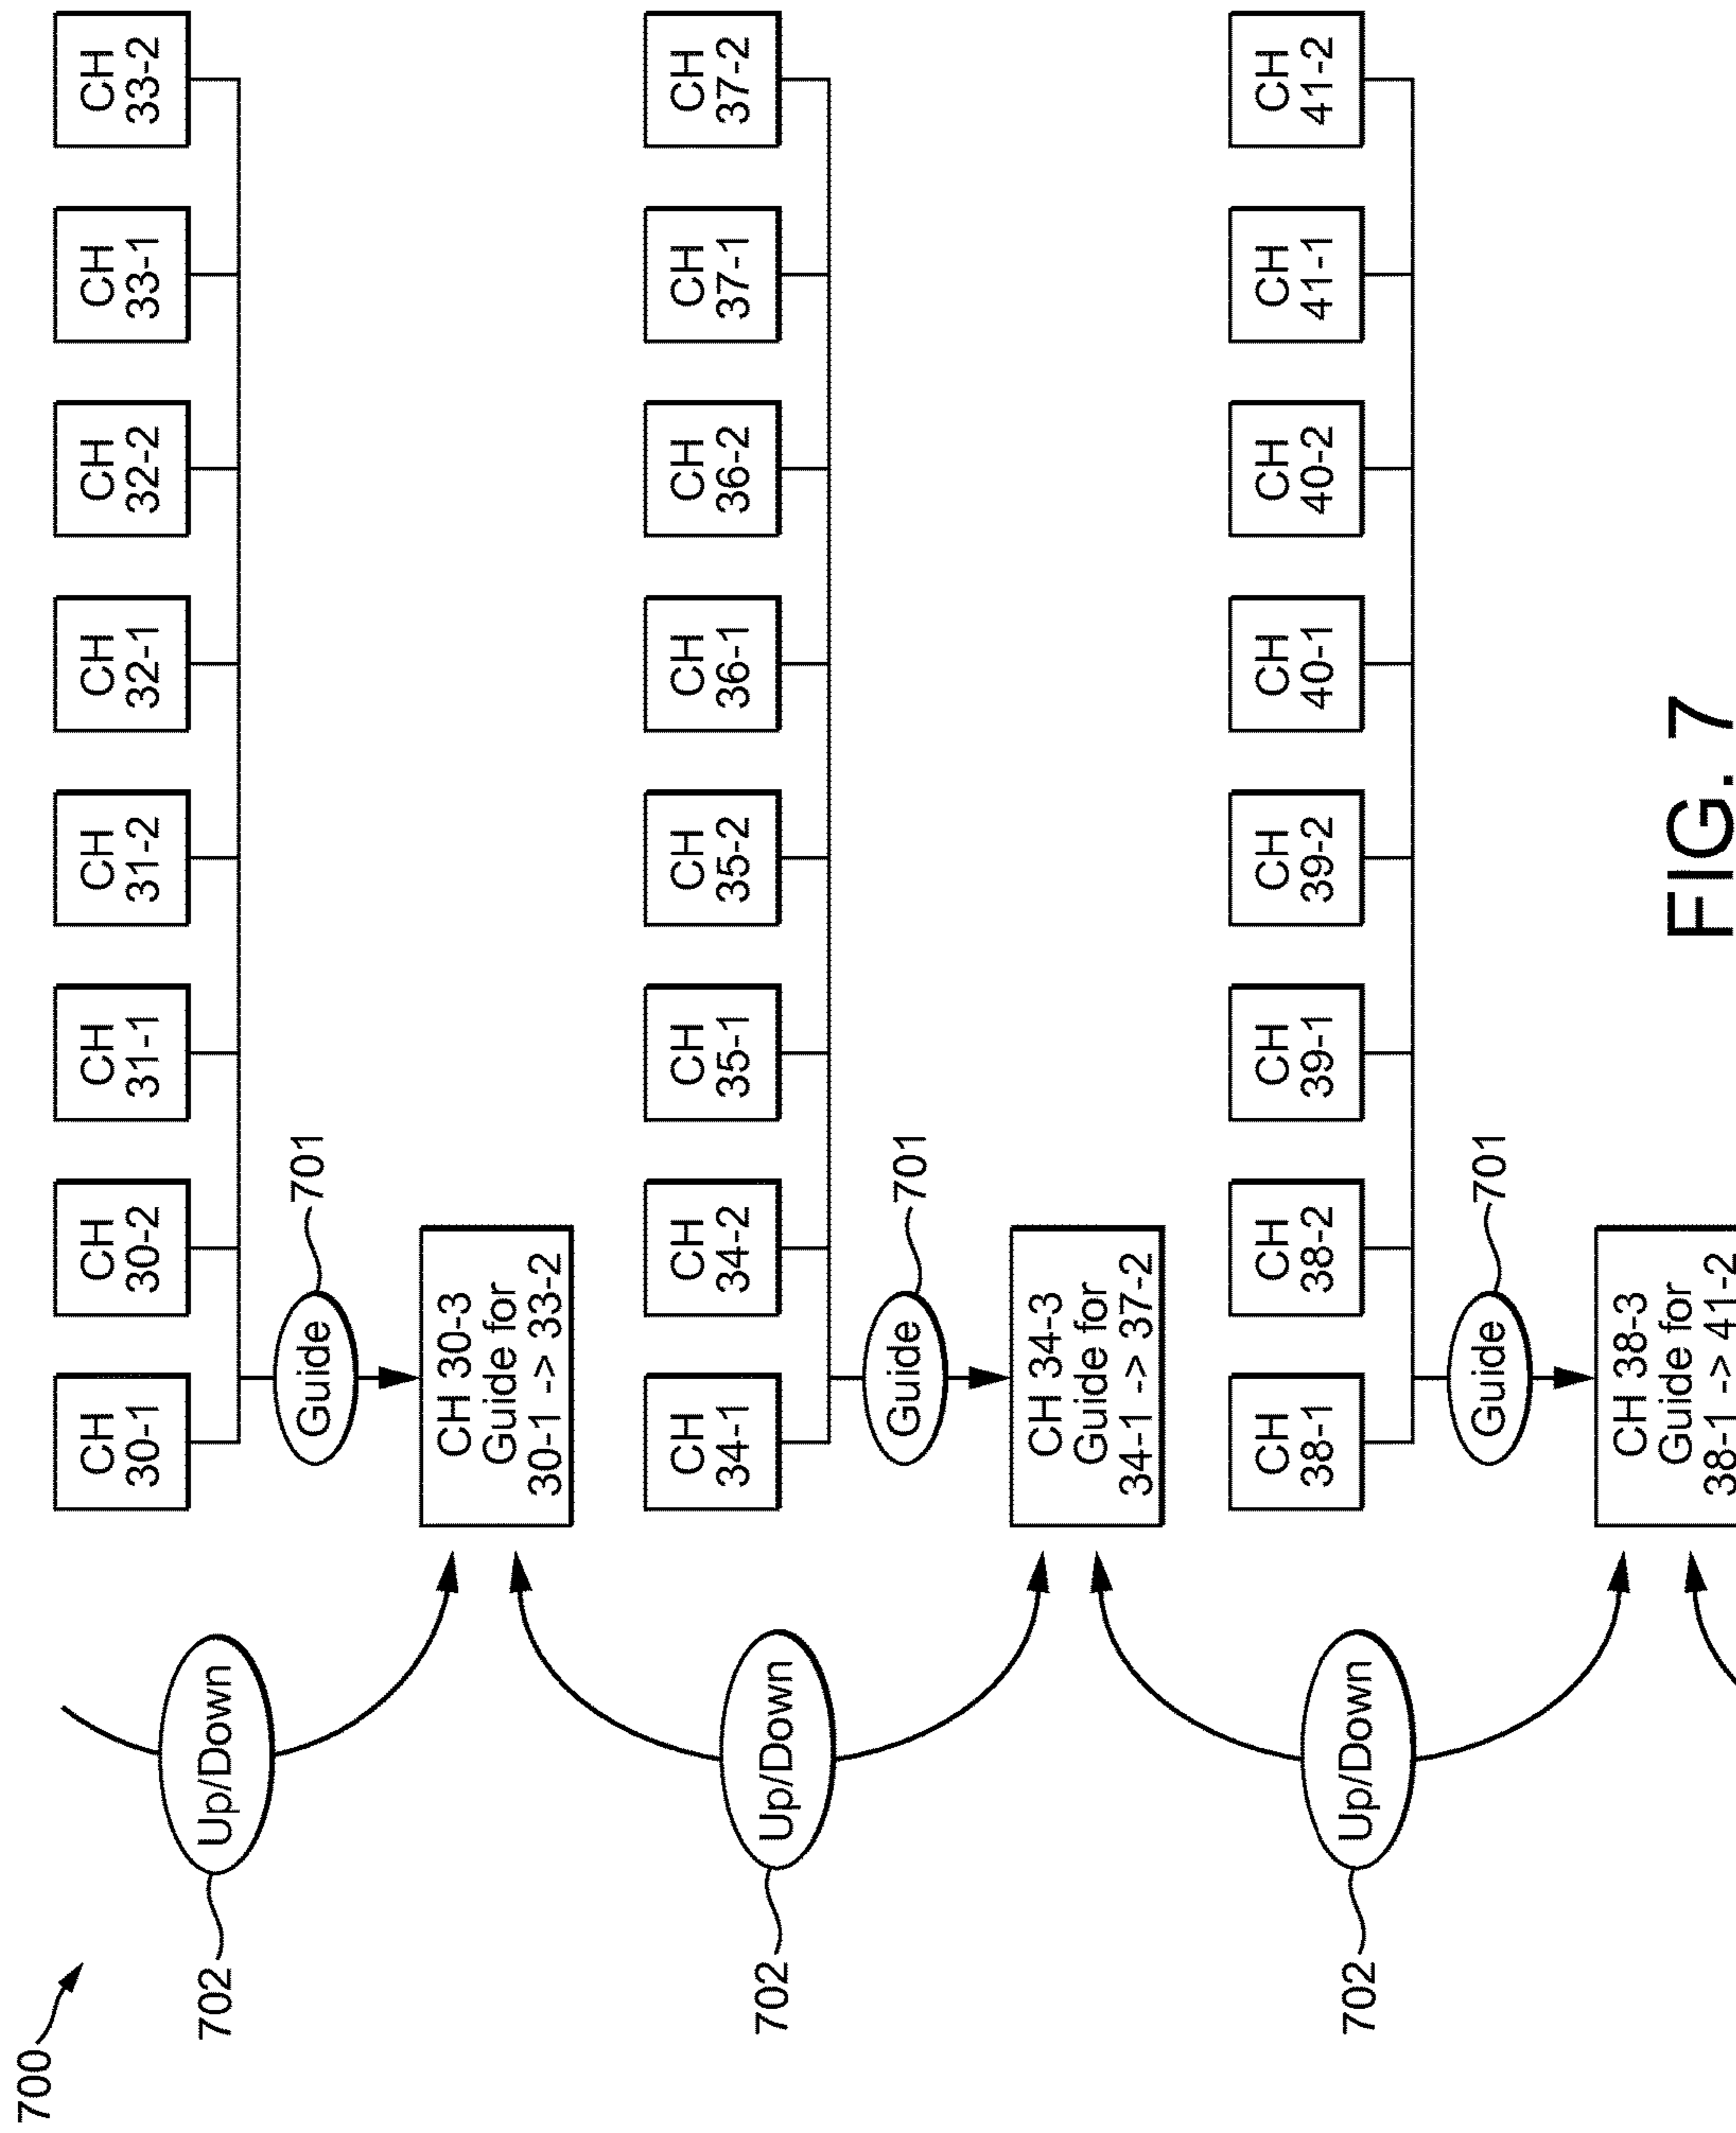 700
CH
30-1
CH
30-2
CH
31-1
CH
31-2
CH
32-1
CH
32-2
CH
33-1
CH
33-2
702
Up/Down
Guide
701
CH 30-3
Guide for
30-1 -> 33-2
CH
34-1
CH
34-2
CH
35-1
CH
35-2
CH
36-1
CH
36-2
CH
37-1
CH
37-2
702
Up/Down
Guide
701
CH 34-3
Guide for
34-1 -> 37-2
CH
38-1
CH
38-2
CH
39-1
CH
39-2
CH
40-1
CH
40-2
CH
41-1
CH
41-2
702
Up/Down
Guide
701
CH 38-3
Guide for
38-1 -> 41-2
FIG. 7